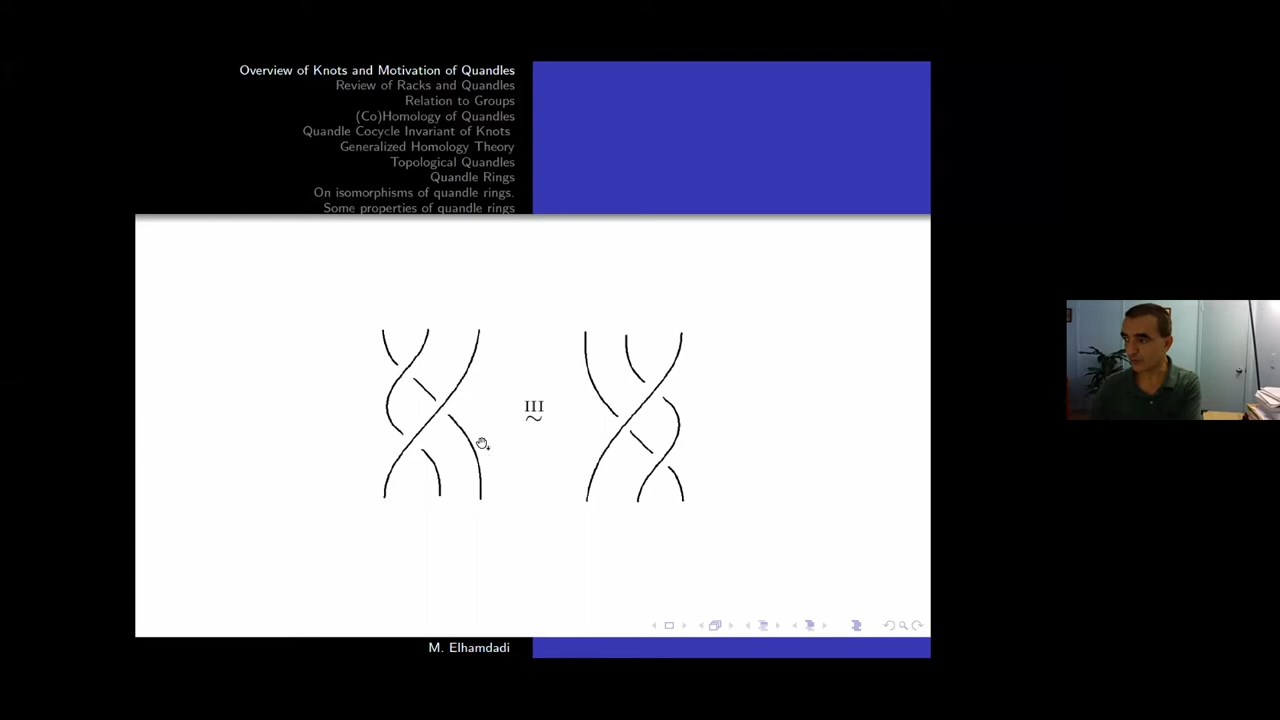 Overview of Knots and Motivation of Quandles
Review of Racks and Quandles
Relation to Groups
(Co)Homology of Quandles
Quandle Cocycle Invariant of Knots
Generalized Homology Theory
Topological Quandles
Quandle Rings
On isomorphisms of quandle rings.
Some properties of quandle rings
III
~
M. Elhamdadi